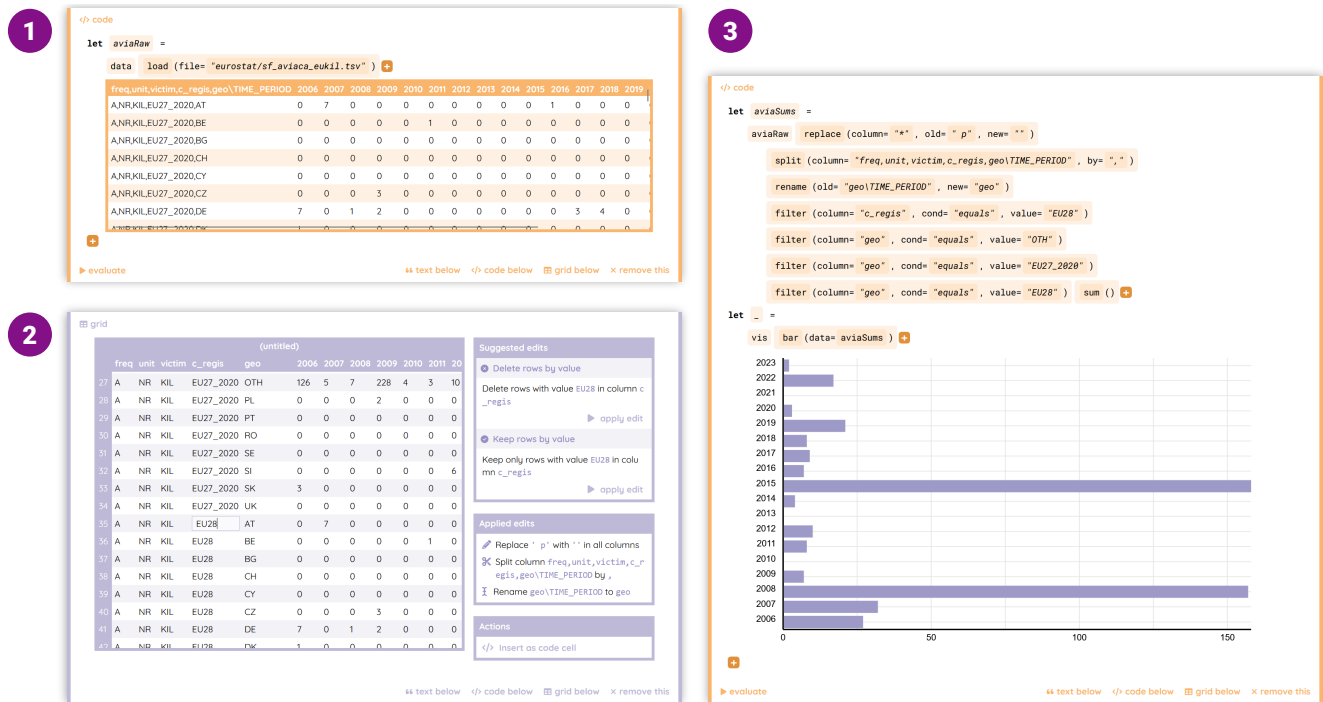 1
</> code
let aviaRaw =
data load (file= "eurostat/sf_aviaca_eukil.tsv" ) +
freq,unit,victim,c_regis,geo\TIME_PERIOD 2006 2007 2008 2009 2010 2011 2012 2013 2014 2015 2016 2017 2018 2019
A,NR,KIL,EU27_2020,AT 0 7 0 0 0 0 0 0 0 0 1 0 0 0
A,NR,KIL,EU27_2020,BE 0 0 0 0 0 1 0 0 0 0 0 0 0 0
A,NR,KIL,EU27_2020,BG 0 0 0 0 0 0 0 0 0 0 0 0 0 0
A,NR,KIL,EU27_2020,CH 0 0 0 0 0 0 0 0 0 0 0 0 0 0
A,NR,KIL,EU27_2020,CY 0 0 0 0 0 0 0 0 0 0 0 0 0 0
A,NR,KIL,EU27_2020,CZ 0 0 0 3 0 0 0 0 0 0 0 0 0 0
A,NR,KIL,EU27_2020,DE 7 0 1 2 0 0 0 0 0 0 0 3 4 0
+
evaluate
text below </> code below grid below × remove this
2
grid
(untitled)
freq unit victim c_regis geo 2006 2007 2008 2009 2010 2011 20
27 A NR KIL EU27_2020 OTH 126 5 7 228 4 3 10
28 A NR KIL EU27_2020 PL 0 0 0 2 0 0 0
29 A NR KIL EU27_2020 PT 0 0 0 0 0 0 0
30 A NR KIL EU27_2020 RO 0 0 0 0 0 0 0
31 A NR KIL EU27_2020 SE 0 0 0 0 0 0 0
32 A NR KIL EU27_2020 SI 0 0 0 0 0 0 6
33 A NR KIL EU27_2020 SK 3 0 0 0 0 0 0
34 A NR KIL EU27_2020 UK 0 0 0 0 0 0 0
35 A NR KIL EU28 AT 0 7 0 0 0 0 0
36 A NR KIL EU28 BE 0 0 0 0 0 1 0
37 A NR KIL EU28 BG 0 0 0 0 0 0 0
38 A NR KIL EU28 CH 0 0 0 0 0 0 0
39 A NR KIL EU28 CY 0 0 0 0 0 0 0
40 A NR KIL EU28 CZ 0 0 0 3 0 0 0
41 A NR KIL EU28 DE 7 0 1 2 0 0 0
42 A NR KIL EU28 DK 1 0 0 0 0 0 0
Suggested edits
Delete rows by value
Delete rows with value EU28 in column c
_regis
apply edit
Keep rows by value
Keep only rows with value EU28 in colu
mn c_regis
apply edit
Applied edits
Replace ' p' with '' in all columns
Split column freq,unit,victim,c_r
egis,geo\TIME_PERIOD by ,
Rename geo\TIME_PERIOD to geo
Actions
</> Insert as code cell
text below </> code below grid below × remove this
3
</> code
let aviaSums =
aviaRaw replace (column= "*" , old= " p" , new= "" )
split (column= "freq,unit,victim,c_regis,geo\TIME_PERIOD" , by= "," )
rename (old= "geo\TIME_PERIOD" , new= "geo" )
filter (column= "c_regis" , cond= "equals" , value= "EU28" )
filter (column= "geo" , cond= "equals" , value= "OTH" )
filter (column= "geo" , cond= "equals" , value= "EU27_2020" )
filter (column= "geo" , cond= "equals" , value= "EU28" ) sum () +
let _ =
vis bar (data= aviaSums ) +
2023
2022
2021
2020
2019
2018
2017
2016
2015
2014
2013
2012
2011
2010
2009
2008
2007
2006
0 50 100 150
+
evaluate
text below </> code below grid below × remove this